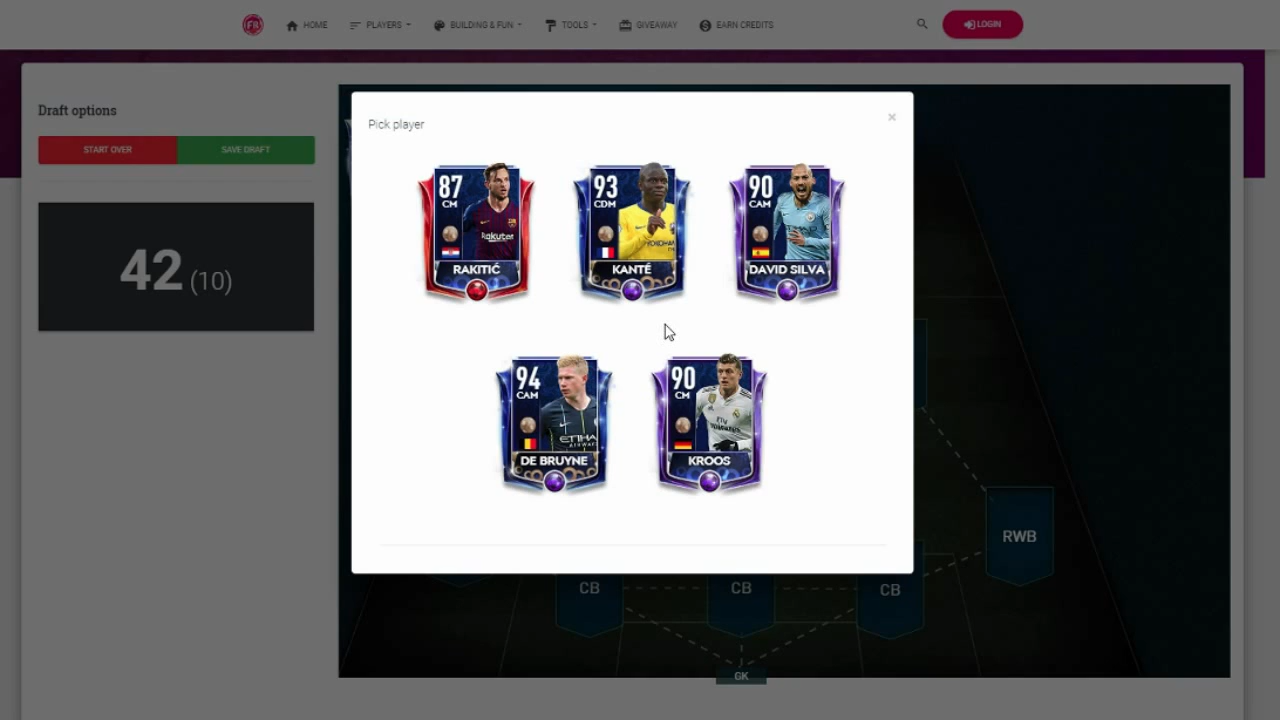 FR HOME PLAYERS BUILDING & FUN TOOLS GIVEAWAY EARN CREDITS LOGIN
Draft options
START OVER SAVE DRAFT
42 (10)
Pick player ×
87 CM RAKITIĆ
93 CDM KANTÉ
90 CAM DAVID SILVA
94 CAM DE BRUYNE
90 CM KROOS
RWB
CB CB CB
GK